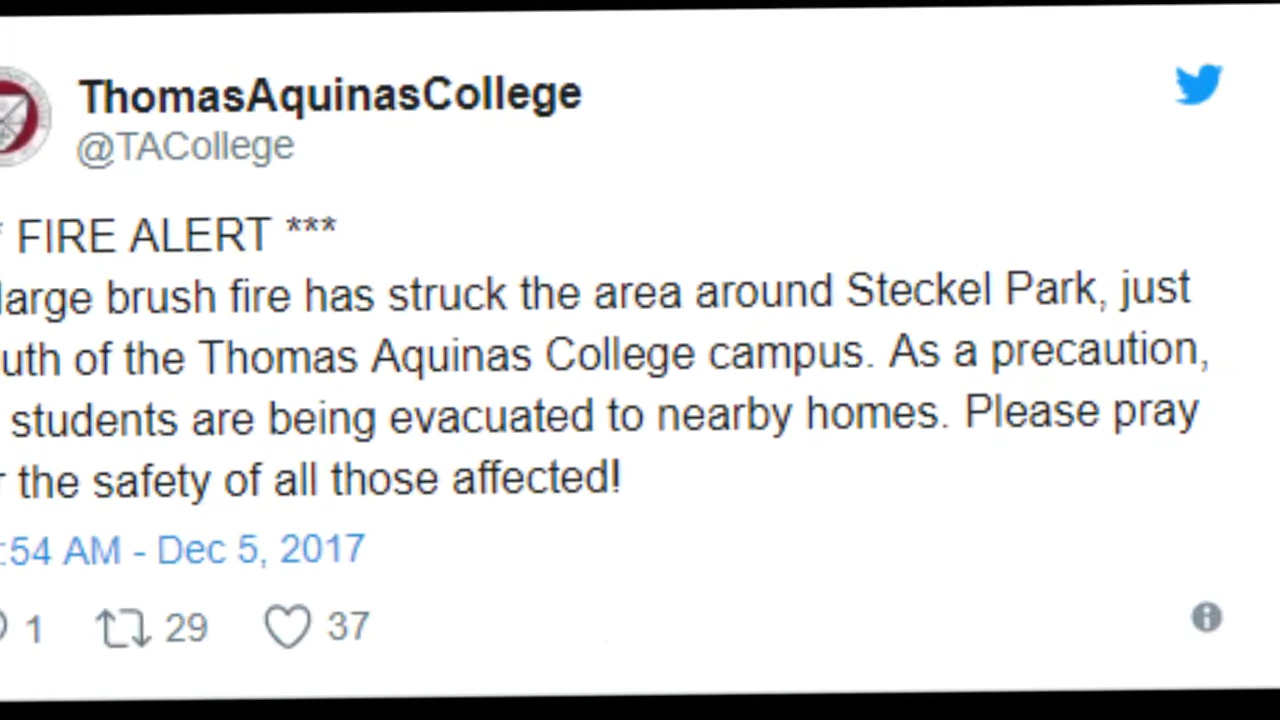 ThomasAquinasCollege
@TACollege
* FIRE ALERT ***
large brush fire has struck the area around Steckel Park, just
uth of the Thomas Aquinas College campus. As a precaution,
students are being evacuated to nearby homes. Please pray
r the safety of all those affected!
:54 AM - Dec 5, 2017
1 29 37